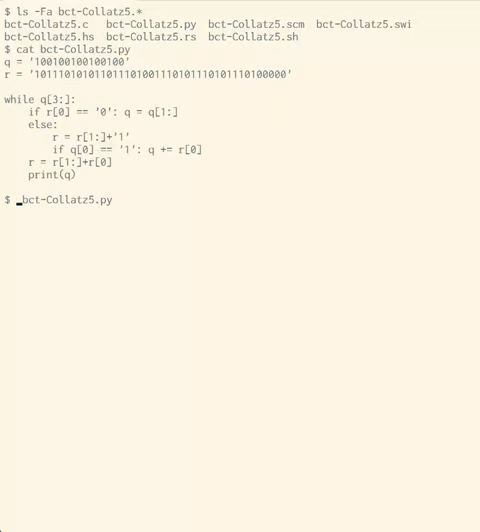 $ ls -Fa bct-Collatz5.*
bct-Collatz5.c   bct-Collatz5.py  bct-Collatz5.scm  bct-Collatz5.swi
bct-Collatz5.hs  bct-Collatz5.rs  bct-Collatz5.sh
$ cat bct-Collatz5.py
q = '100100100100100'
r = '10111010101101110100111010111010111010000​0'

while q[3:]:
    if r[0] == '0': q = q[1:]
    else:
        r = r[1:]+'1'
        if q[0] == '1': q += r[0]
    r = r[1:]+r[0]
    print(q)

$ bct-Collatz5.py